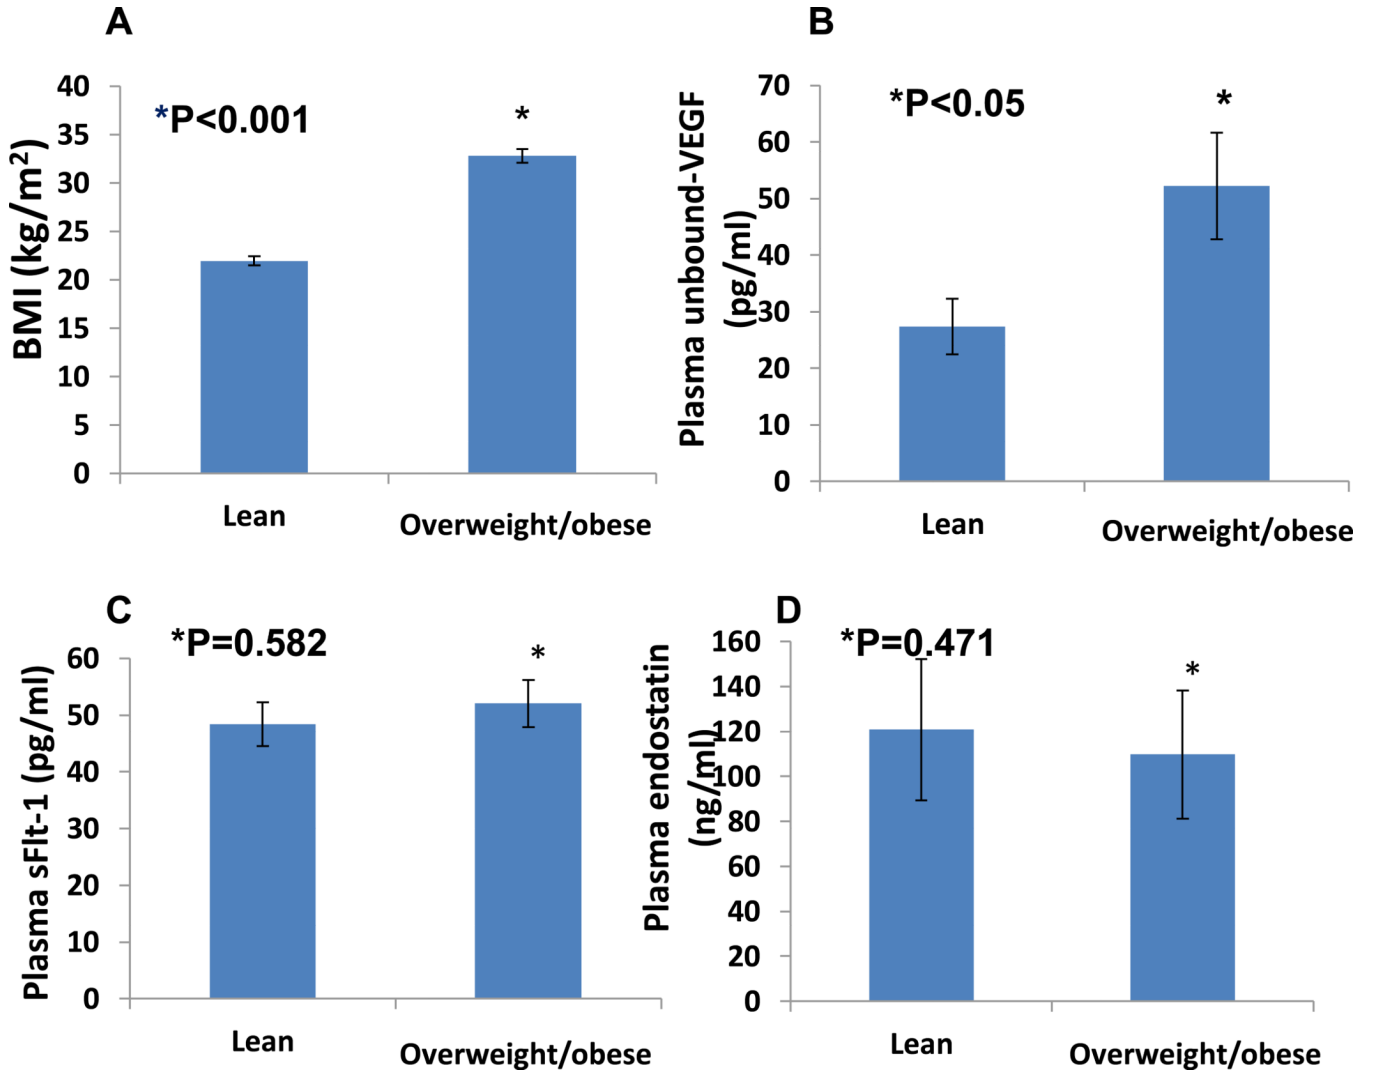 A
*P<0.001
*
BMI (kg/m²)
40
35
30
25
20
15
10
5
0
Lean
Overweight/obese
B
*P<0.05
*
Plasma unbound-VEGF
(pg/ml)
70
60
50
40
30
20
10
0
Lean
Overweight/obese
C
*P=0.582
*
Plasma sFlt-1 (pg/ml)
60
50
40
30
20
10
0
Lean
Overweight/obese
D
*P=0.471
*
Plasma endostatin
(ng/ml)
160
140
120
100
80
60
40
20
0
Lean
Overweight/obese